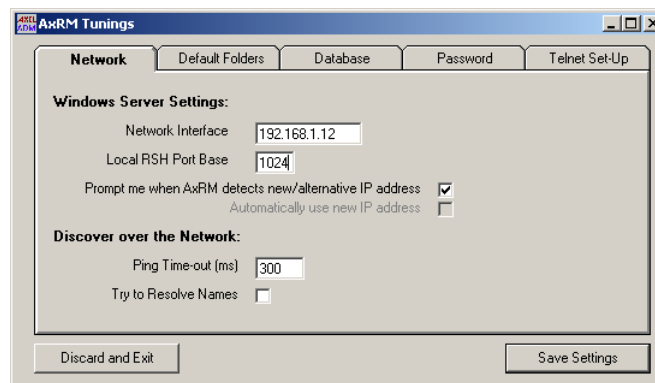 AXEL
ADM
AxRM Tunings
Network
Default Folders
Database
Password
Telnet Set-Up
Windows Server Settings:
Network Interface 192.168.1.12
Local RSH Port Base 1024
Prompt me when AxRM detects new/alternative IP address
Automatically use new IP address
Discover over the Network:
Ping Time-out (ms) 300
Try to Resolve Names
Discard and Exit
Save Settings